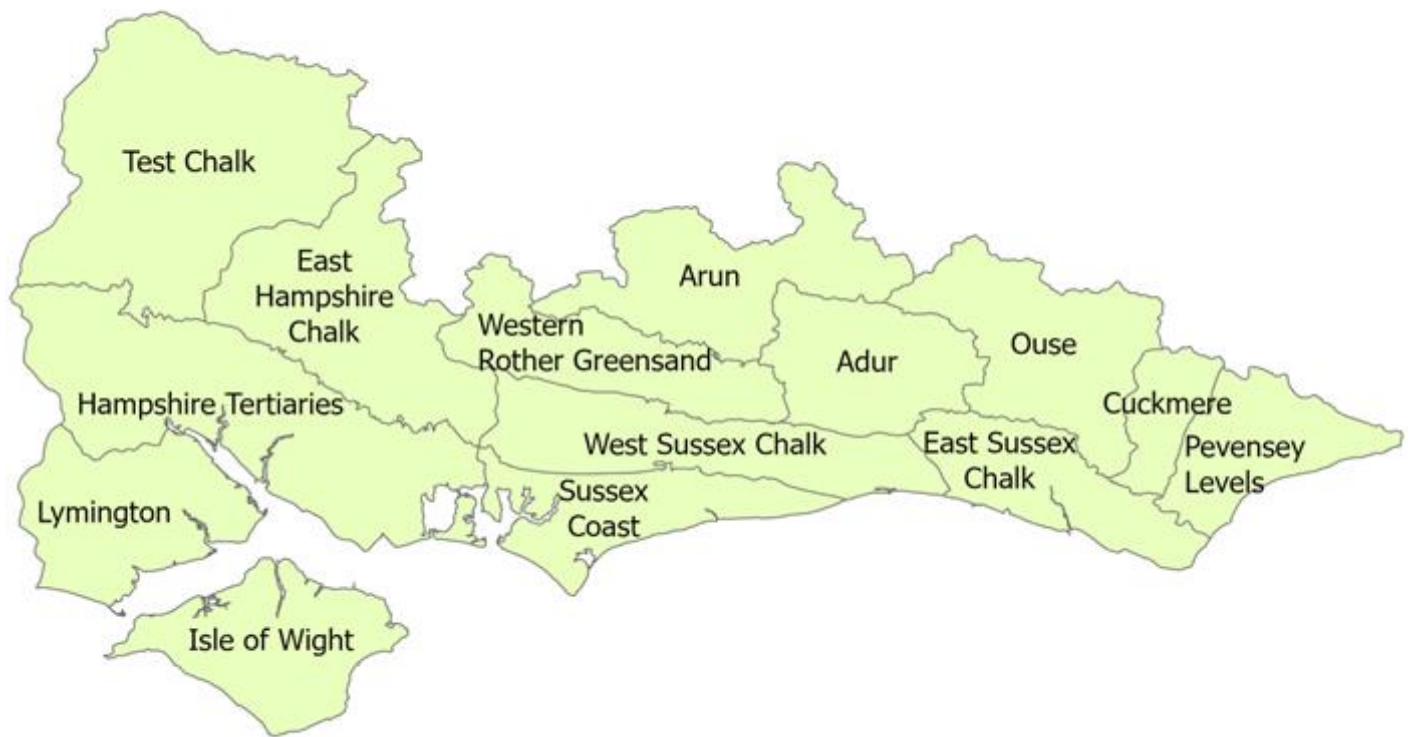 Test Chalk
East
Hampshire
Chalk
Arun
Western
Rother Greensand
Adur
Ouse
Hampshire Tertiaries
Cuckmere
West Sussex Chalk
East Sussex
Chalk
Pevensey
Levels
Lymington
Sussex
Coast
Isle of Wight